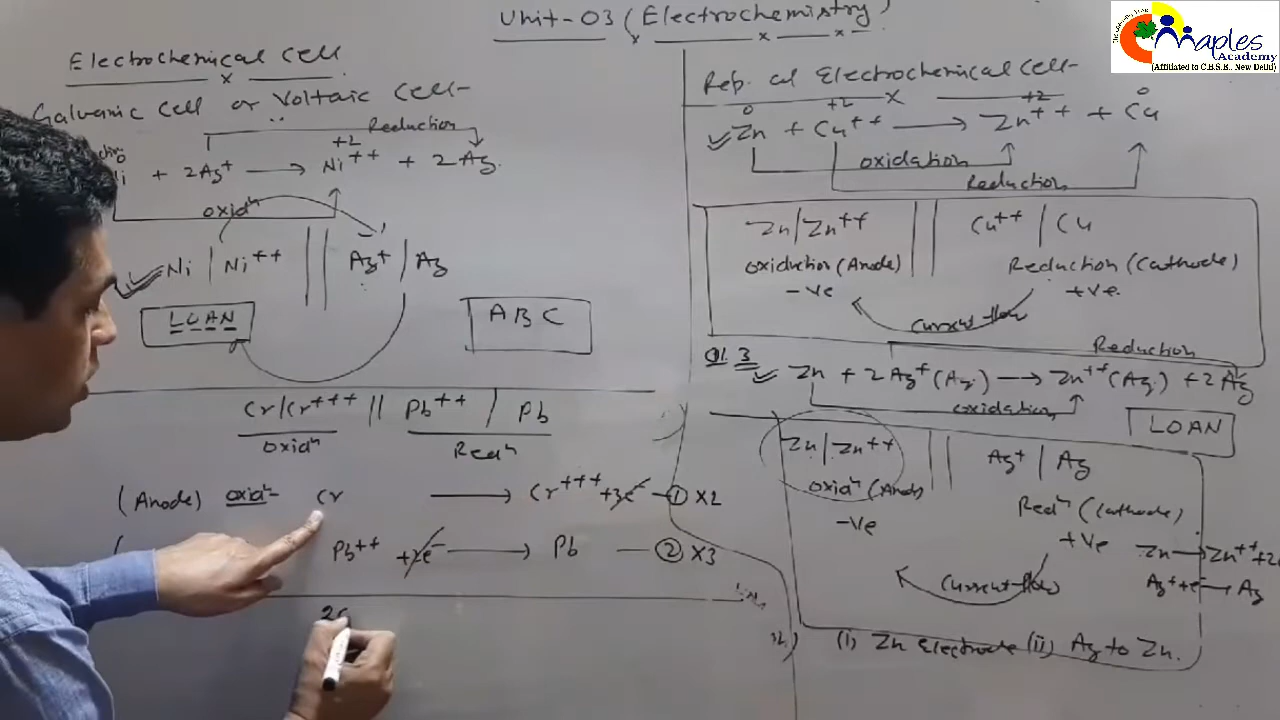 Unit-03 (Electrochemistry)
Electrochemical cell
Galvanic cell or Voltaic cell-
Reduction
+2
+ 2Ag+ → Ni++ + 2Ag
oxidⁿ
Ni | Ni++ || Ag+ | Ag
LOAN
ABC
Cr/Cr+++ || Pb++ / Pb
oxidⁿ Redⁿ
(Anode) oxidⁿ- Cr → Cr+++ +3e- — ① X2
Pb++ +2e- → Pb — ② X3
Rep. of Electrochemical cell-
0 +2 +2 0
Zn + Cu++ → Zn++ + Cu
oxidation
Reduction
Zn/Zn++ || Cu++ | Cu
oxiduction (Anode) Reduction (Cathode)
-Ve +Ve
Current flow
Reduction
Q. 3 Zn + 2Ag+(Aq.) → Zn++(Aq.) + 2Ag
oxidation
LOAN
Zn/Zn++ || Ag+ | Ag
oxidⁿ (Anode) Redⁿ (Cathode)
-Ve +Ve
Zn → Zn++ + 2e
Current flow
Ag+ + e- → Ag
(i) Zn Electrode (ii) Ag to Zn.
Maples
Academy
(Affiliated to C.B.S.E. New Delhi)